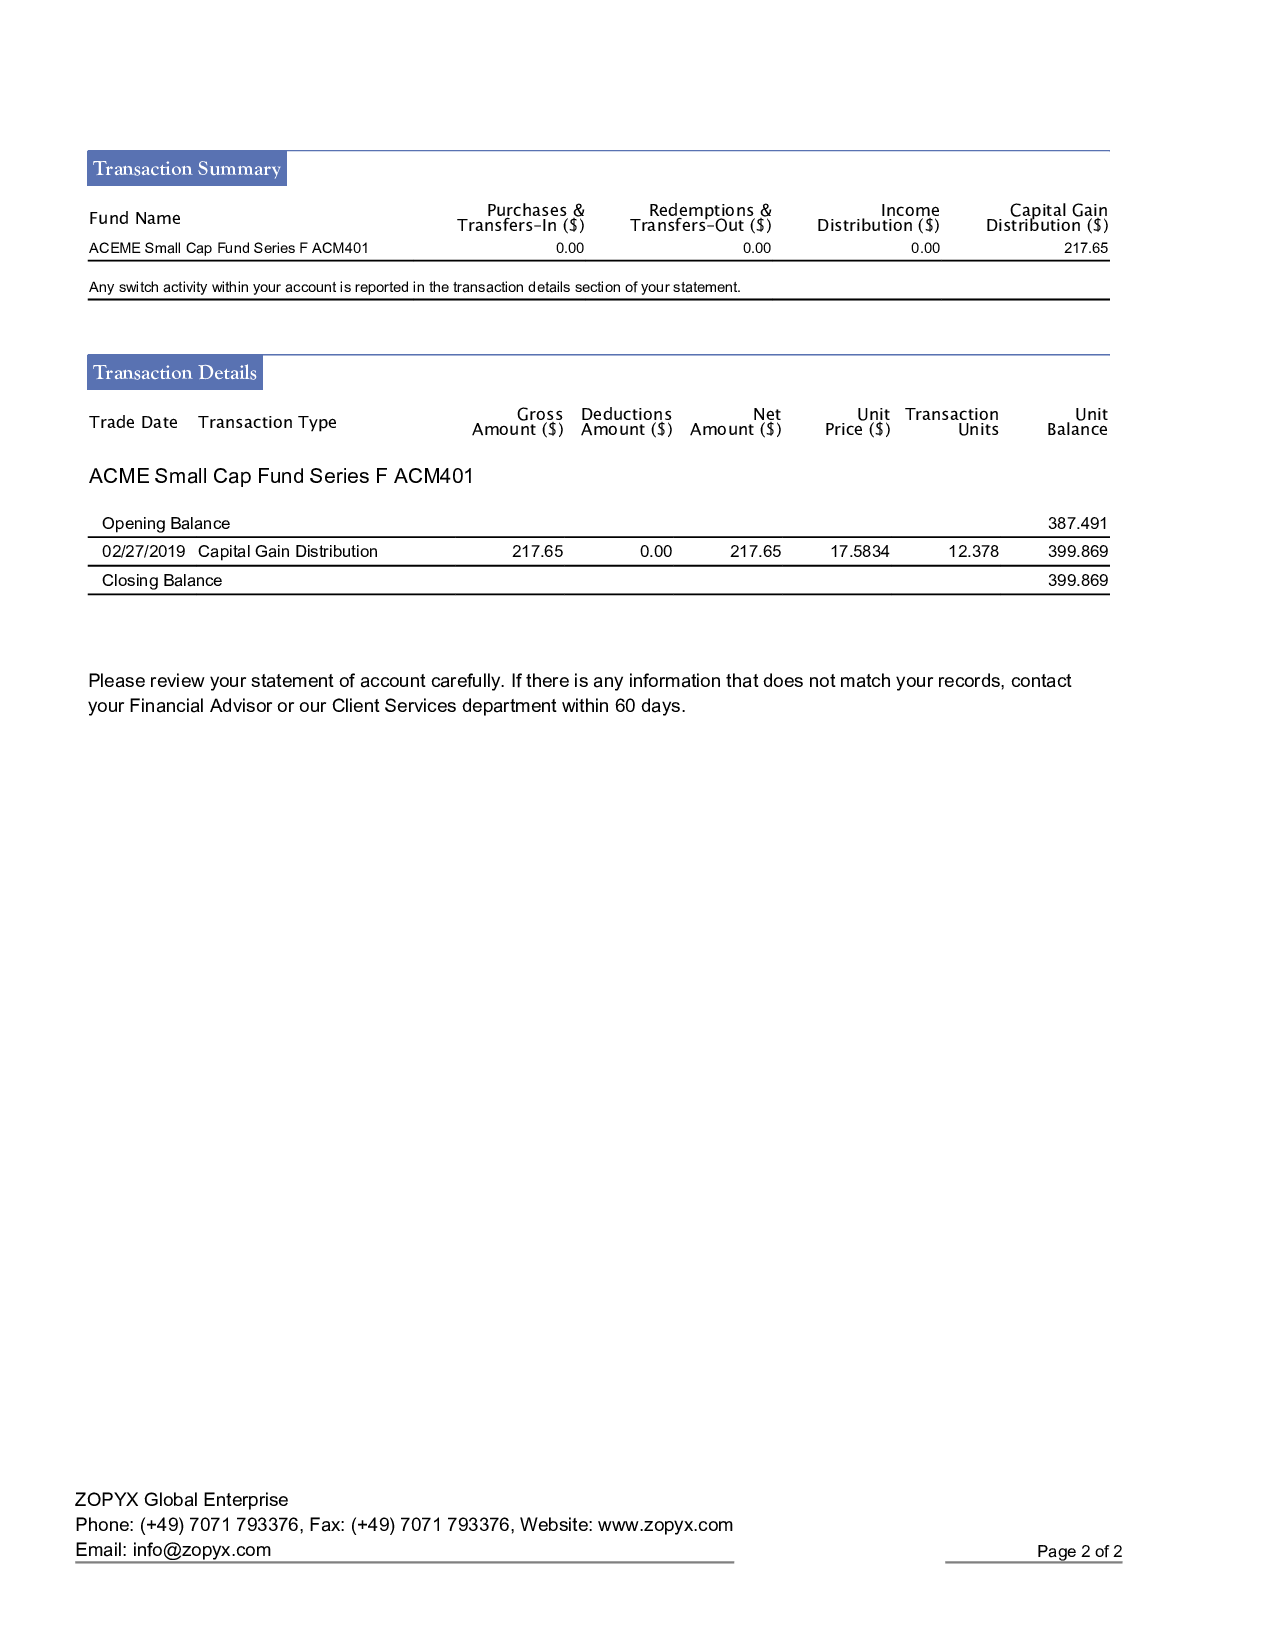 Transaction Summary
Fund Name Purchases & Transfers-In ($) Redemptions & Transfers-Out ($) Income Distribution ($) Capital Gain Distribution ($)
ACEME Small Cap Fund Series F ACM401 0.00 0.00 0.00 217.65
Any switch activity within your account is reported in the transaction details section of your statement.
Transaction Details
Trade Date Transaction Type Gross Amount ($) Deductions Amount ($) Net Amount ($) Unit Price ($) Transaction Units Unit Balance
ACME Small Cap Fund Series F ACM401
Opening Balance 387.491
02/27/2019 Capital Gain Distribution 217.65 0.00 217.65 17.5834 12.378 399.869
Closing Balance 399.869
Please review your statement of account carefully. If there is any information that does not match your records, contact
your Financial Advisor or our Client Services department within 60 days.
ZOPYX Global Enterprise
Phone: (+49) 7071 793376, Fax: (+49) 7071 793376, Website: www.zopyx.com
Email: info@zopyx.com
Page 2 of 2